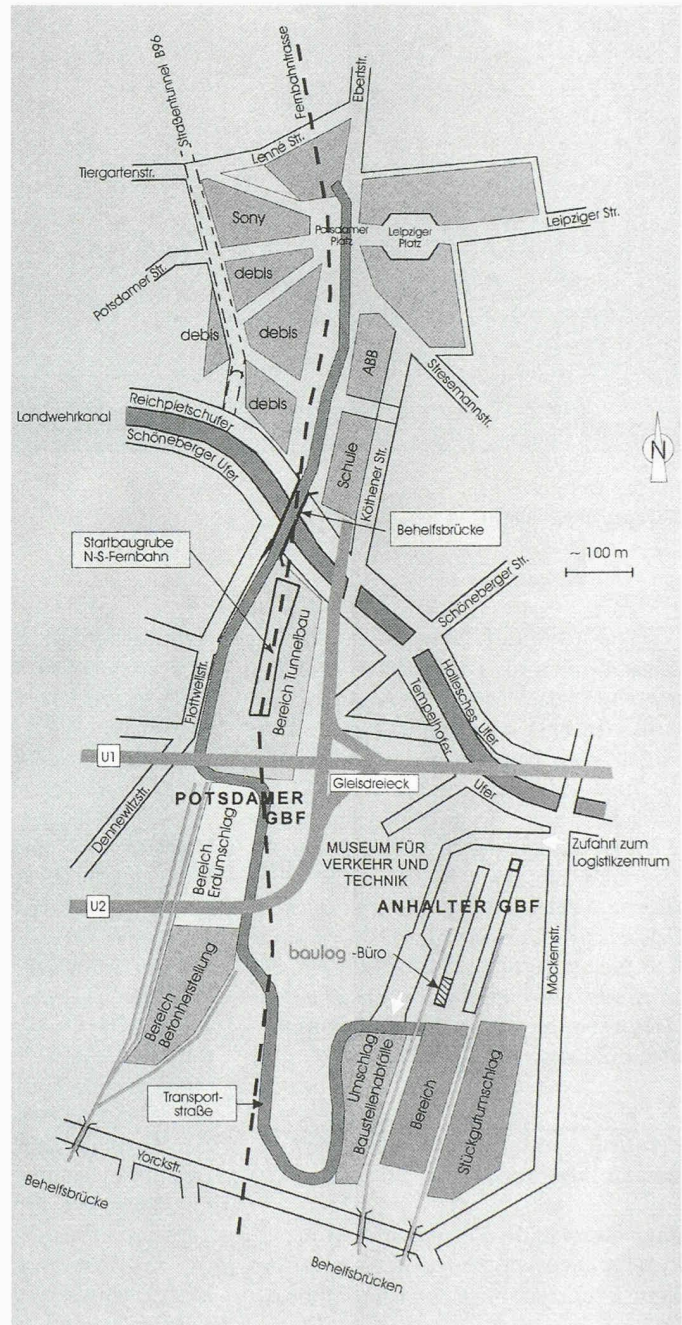 Straßentunnel B96
Fernbahntrasse
Ebertstr.
Lenné Str.
Tiergartenstr.
Sony
Potsdamer
Platz
Leipziger
Platz
Leipziger Str.
Potsdamer Str.
debis
debis
debis
debis
ABB
Stresemannstr.
Landwehrkanal
Reichpietschufer
Schöneberger Ufer
Schule
Köthener Str.
N
Behelfsbrücke
Startbaugrube
N-S-Fernbahn
~ 100 m
Schöneberger Str.
Bereich Tunnelbau
Flottwellstr.
Hallesches Ufer
Tempelhofer
Ufer
U1
Gleisdreieck
Dennewitzstr.
POTSDAMER
GBF
Bereich
Erdumschlag
MUSEUM FÜR
VERKEHR UND
TECHNIK
Zufahrt zum
Logistikzentrum
U2
ANHALTER GBF
baulog -Büro
Möckernstr.
Bereich
Betonherstellung
Umschlag
Baustellenabfälle
Bereich
Stückgutumschlag
Transport-
straße
Yorckstr.
Behelfsbrücke
Behelfsbrücken